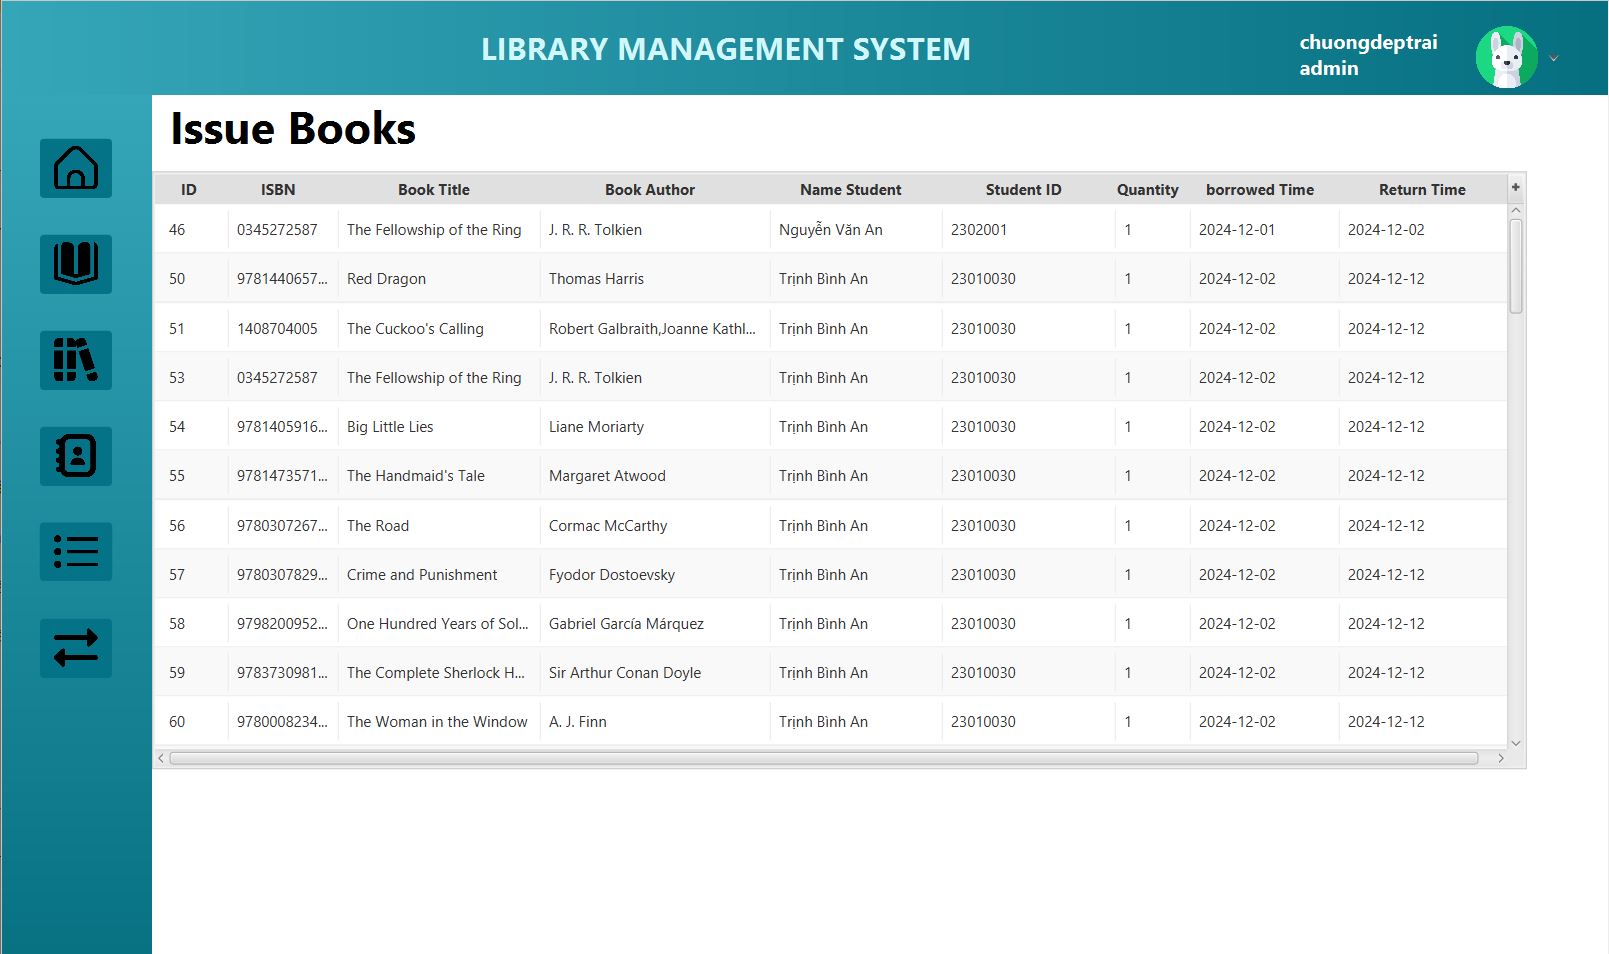 LIBRARY MANAGEMENT SYSTEM
chuongdeptrai
admin
Issue Books
ID ISBN Book Title Book Author Name Student Student ID Quantity borrowed Time Return Time +
46 0345272587 The Fellowship of the Ring J. R. R. Tolkien Nguyễn Văn An 2302001 1 2024-12-01 2024-12-02
50 9781440657... Red Dragon Thomas Harris Trịnh Bình An 23010030 1 2024-12-02 2024-12-12
51 1408704005 The Cuckoo's Calling Robert Galbraith,Joanne Kathl... Trịnh Bình An 23010030 1 2024-12-02 2024-12-12
53 0345272587 The Fellowship of the Ring J. R. R. Tolkien Trịnh Bình An 23010030 1 2024-12-02 2024-12-12
54 9781405916... Big Little Lies Liane Moriarty Trịnh Bình An 23010030 1 2024-12-02 2024-12-12
55 9781473571... The Handmaid's Tale Margaret Atwood Trịnh Bình An 23010030 1 2024-12-02 2024-12-12
56 9780307267... The Road Cormac McCarthy Trịnh Bình An 23010030 1 2024-12-02 2024-12-12
57 9780307829... Crime and Punishment Fyodor Dostoevsky Trịnh Bình An 23010030 1 2024-12-02 2024-12-12
58 9798200952... One Hundred Years of Sol... Gabriel García Márquez Trịnh Bình An 23010030 1 2024-12-02 2024-12-12
59 9783730981... The Complete Sherlock H... Sir Arthur Conan Doyle Trịnh Bình An 23010030 1 2024-12-02 2024-12-12
60 9780008234... The Woman in the Window A. J. Finn Trịnh Bình An 23010030 1 2024-12-02 2024-12-12